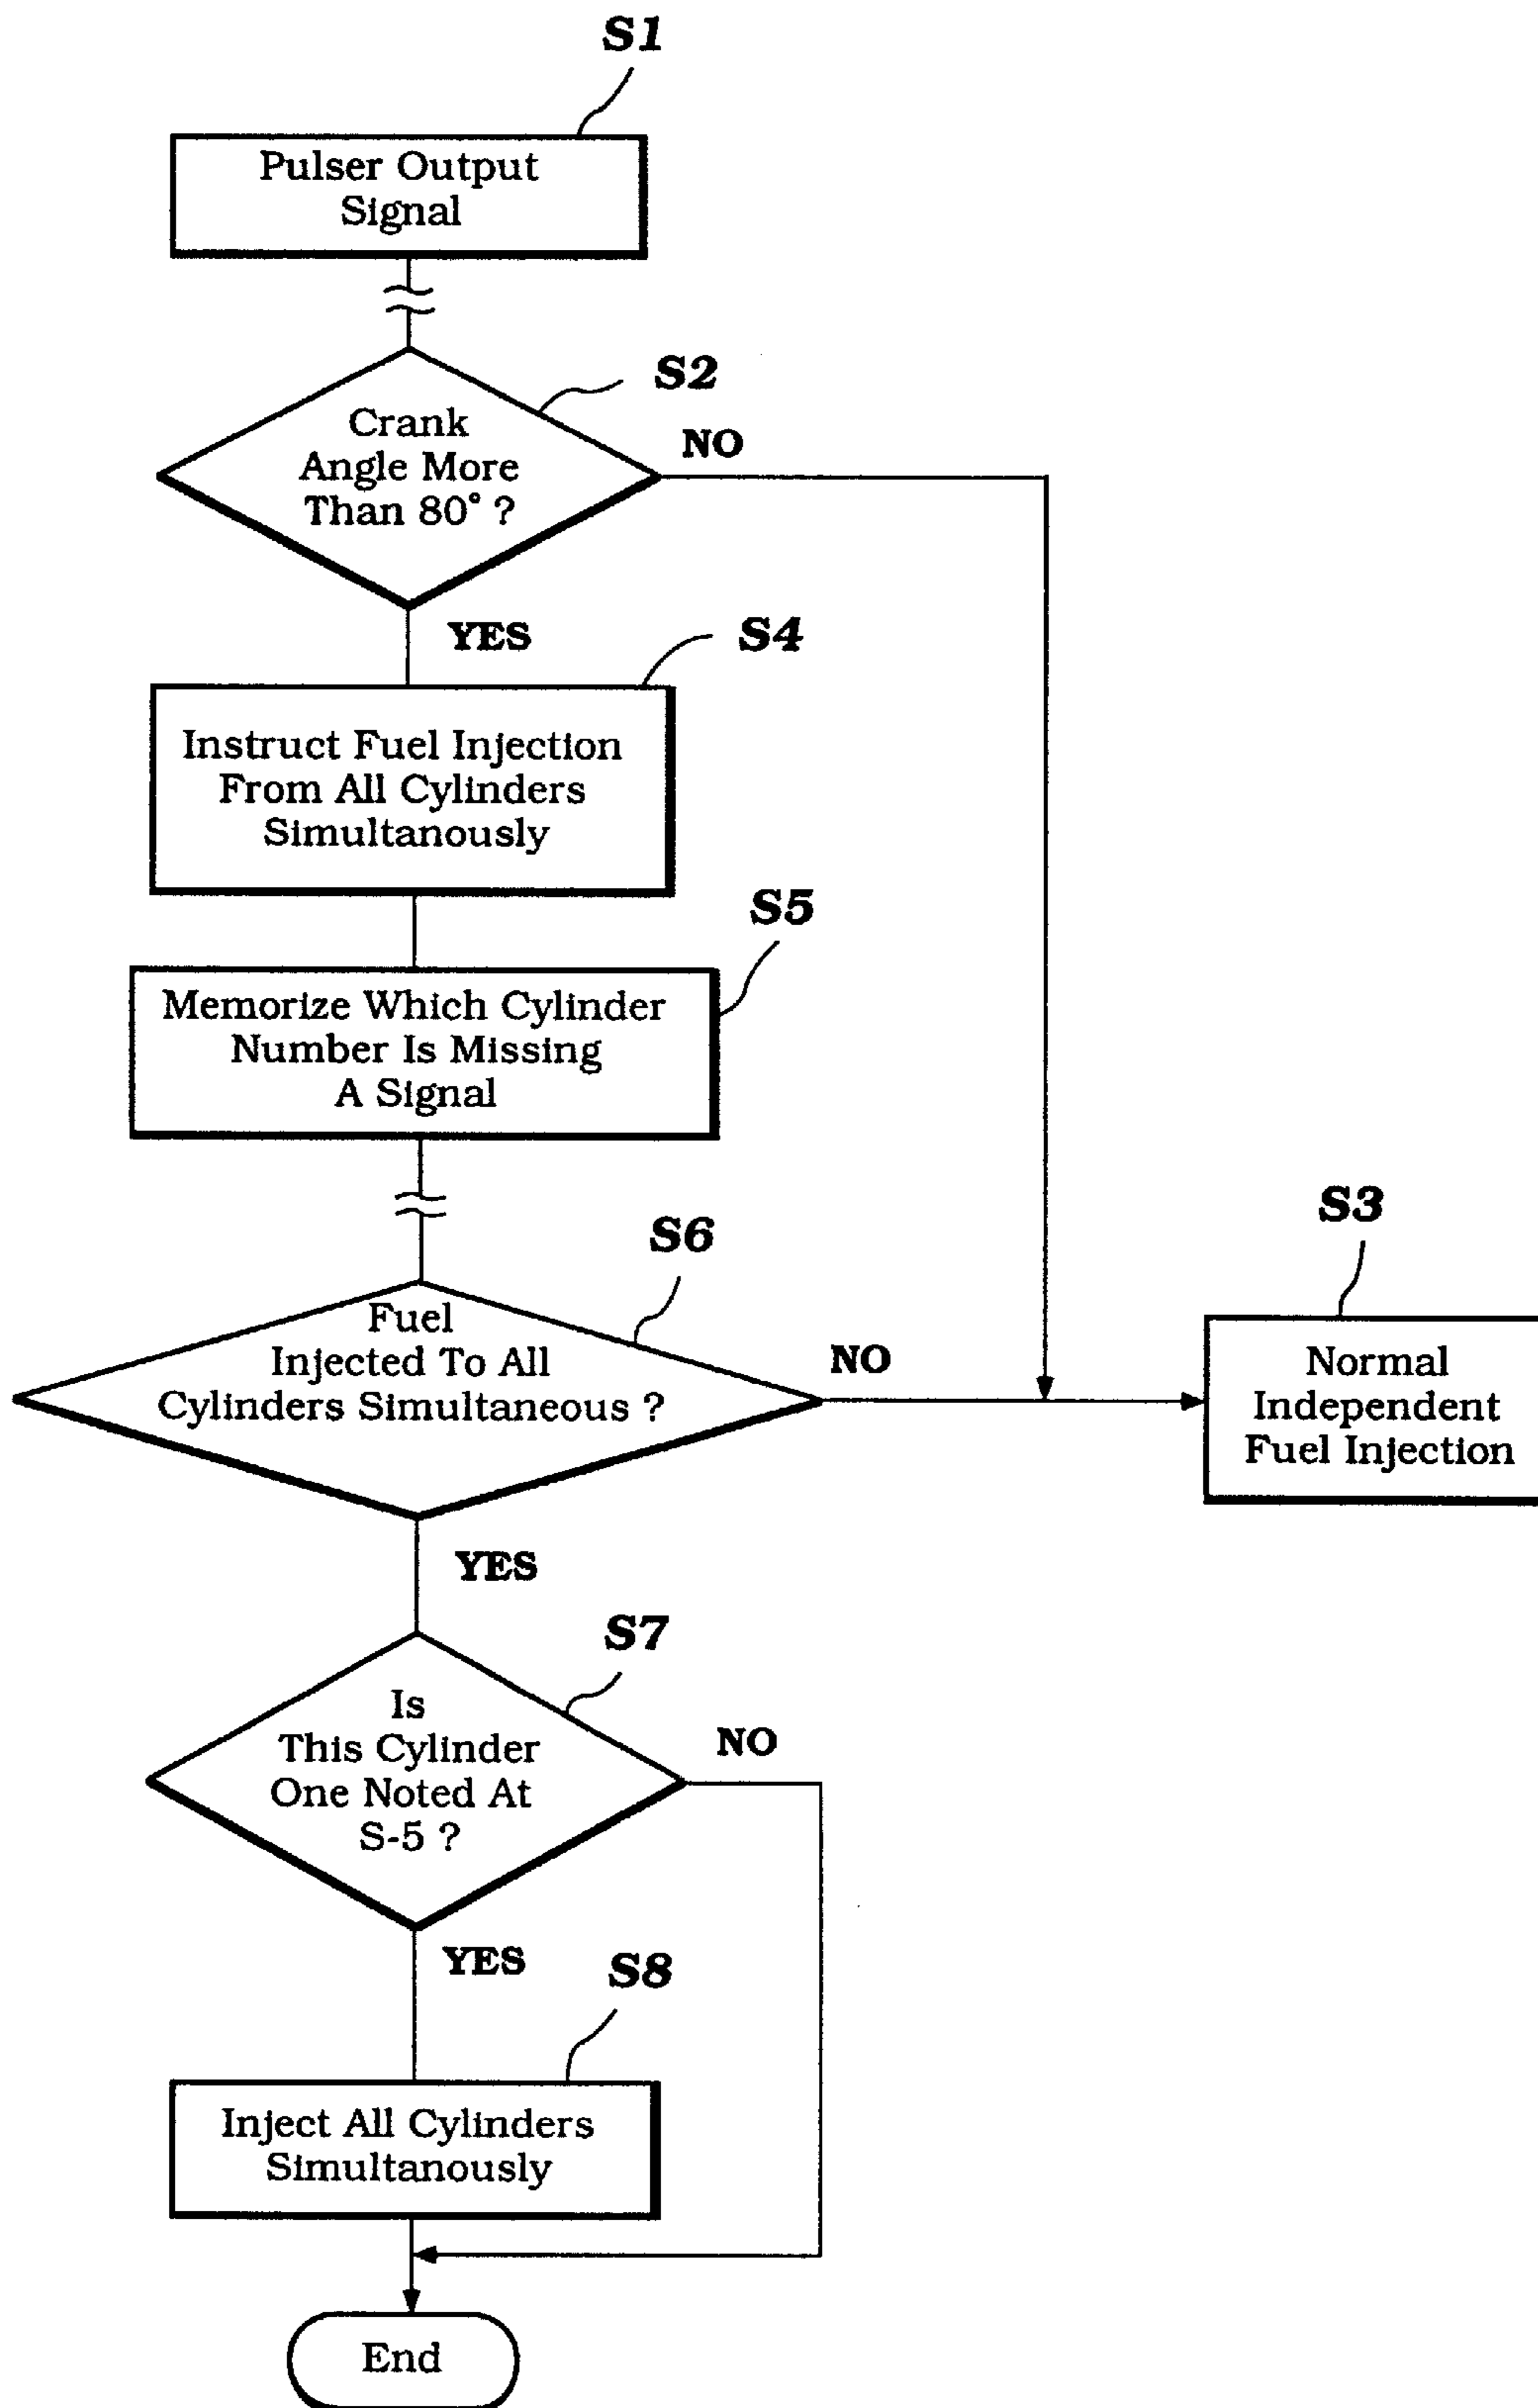 S1
Pulser Output
Signal
S2
Crank
Angle More
Than 80° ?
NO
YES
S4
Instruct Fuel Injection
From All Cylinders
Simultanously
S5
Memorize Which Cylinder
Number Is Missing
A Signal
S6
Fuel
Injected To All
Cylinders Simultaneous ?
NO
S3
Normal
Independent
Fuel Injection
YES
S7
Is
This Cylinder
One Noted At
S-5 ?
NO
YES
S8
Inject All Cylinders
Simultanously
End